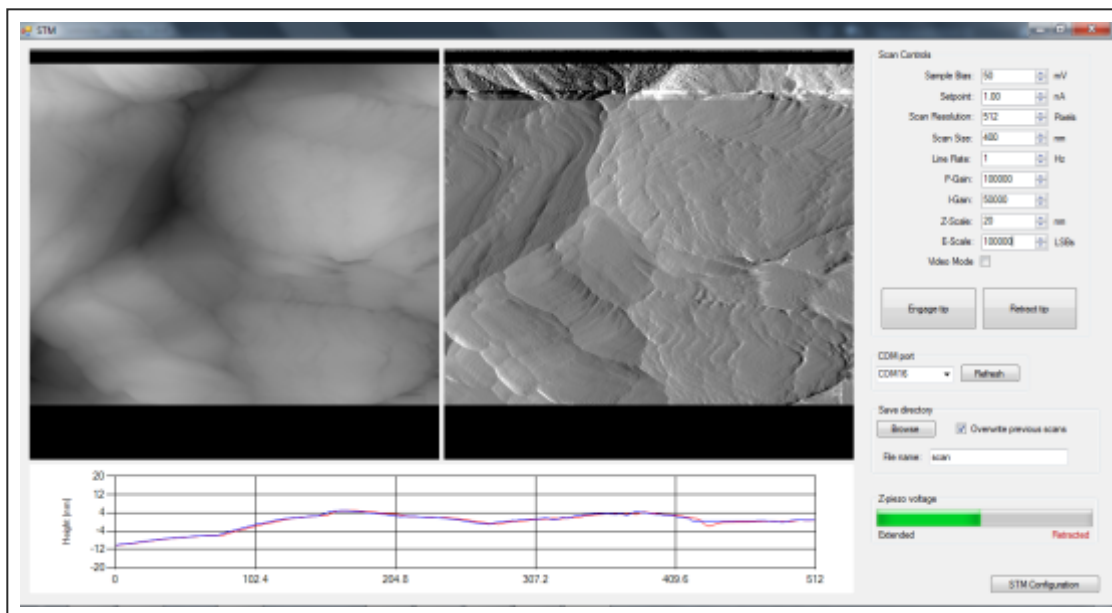 STM
Scan Controls
Sample Bias: 50 mV
Setpoint: 1.00 nA
Scan Resolution: 512 Pixels
Scan Size: 400 nm
Line Rate: 1 Hz
P-Gain: 100000
I-Gain: 50000
Z-Scale: 20 nm
E-Scale: 100000 LSBs
Video Mode
Engage tip Retract tip
COM port
COM16 Refresh
Save directory
Browse Overwrite previous scans
File name: scan
Z-piezo voltage
Extended Retracted
STM Configuration
Height [nm]
20
12
4
-4
-12
-20
0 102.4 204.8 307.2 409.6 512